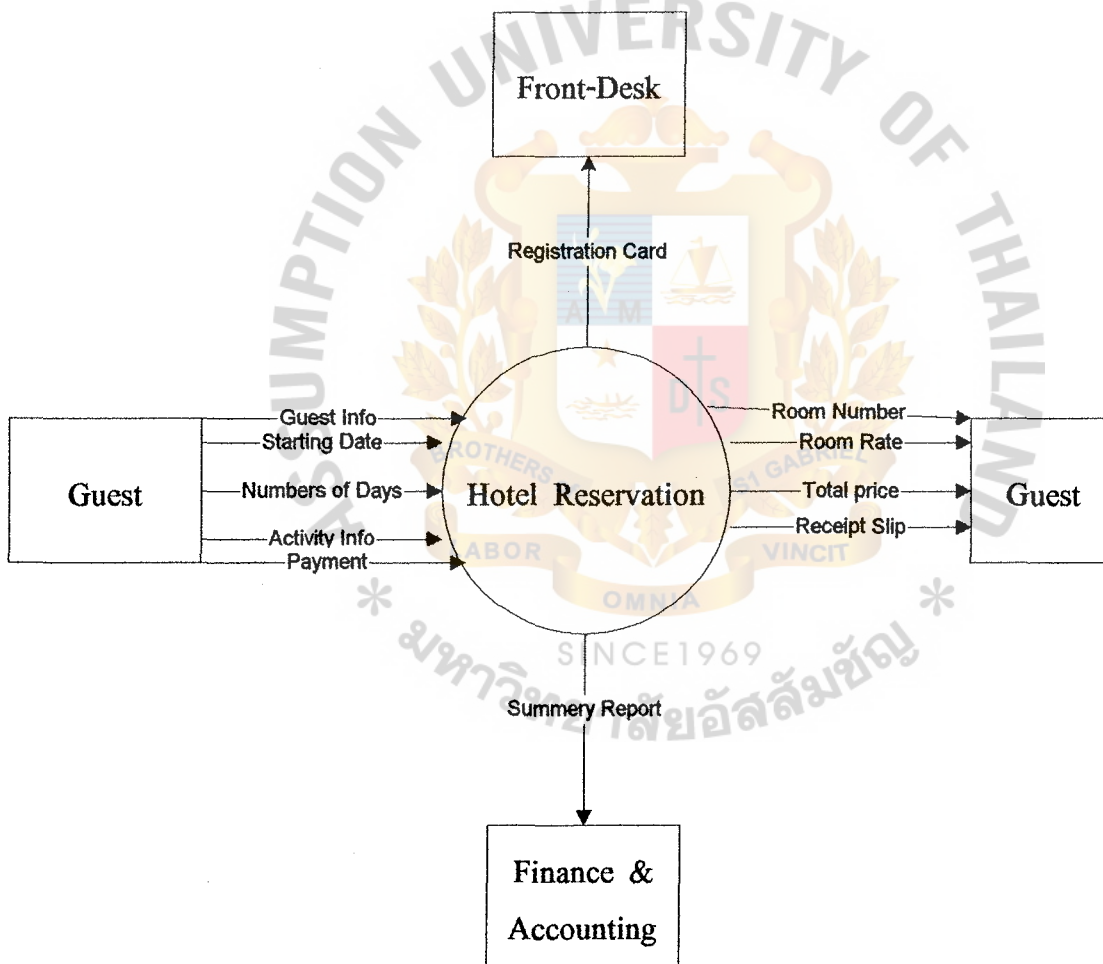 ASSUMPTION UNIVERSITY OF THAILAND
Front-Desk
Registration Card
A M
D S
Guest
Guest Info
Starting Date
Numbers of Days
Activity Info
Payment
Hotel Reservation
Room Number
Room Rate
Total price
Receipt Slip
Guest
BROTHERS
ST GABRIEL
LABOR
OMNIA
VINCIT
SINCE1969
มหาวิทยาลัยอัสสัมชัญ
Summery Report
Finance &
Accounting